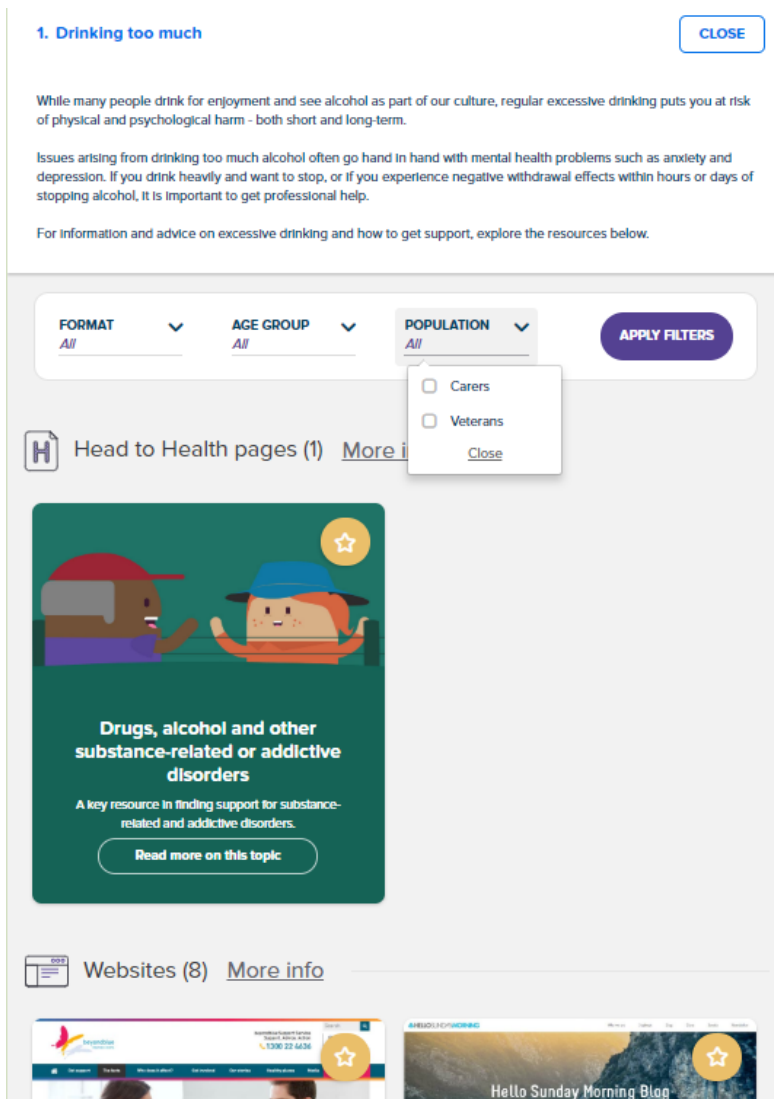 1. Drinking too much
CLOSE
While many people drink for enjoyment and see alcohol as part of our culture, regular excessive drinking puts you at risk
of physical and psychological harm - both short and long-term.
Issues arising from drinking too much alcohol often go hand in hand with mental health problems such as anxiety and
depression. If you drink heavily and want to stop, or if you experience negative withdrawal effects within hours or days of
stopping alcohol, it is important to get professional help.
For information and advice on excessive drinking and how to get support, explore the resources below.
FORMAT
All
AGE GROUP
All
POPULATION
All
APPLY FILTERS
Carers
Veterans
Close
H
Head to Health pages (1) More i
Drugs, alcohol and other
substance-related or addictive
disorders
A key resource in finding support for substance-
related and addictive disorders.
Read more on this topic
Websites (8) More info
beyondblue
1300 22 4636
Hello Sunday Morning Blog